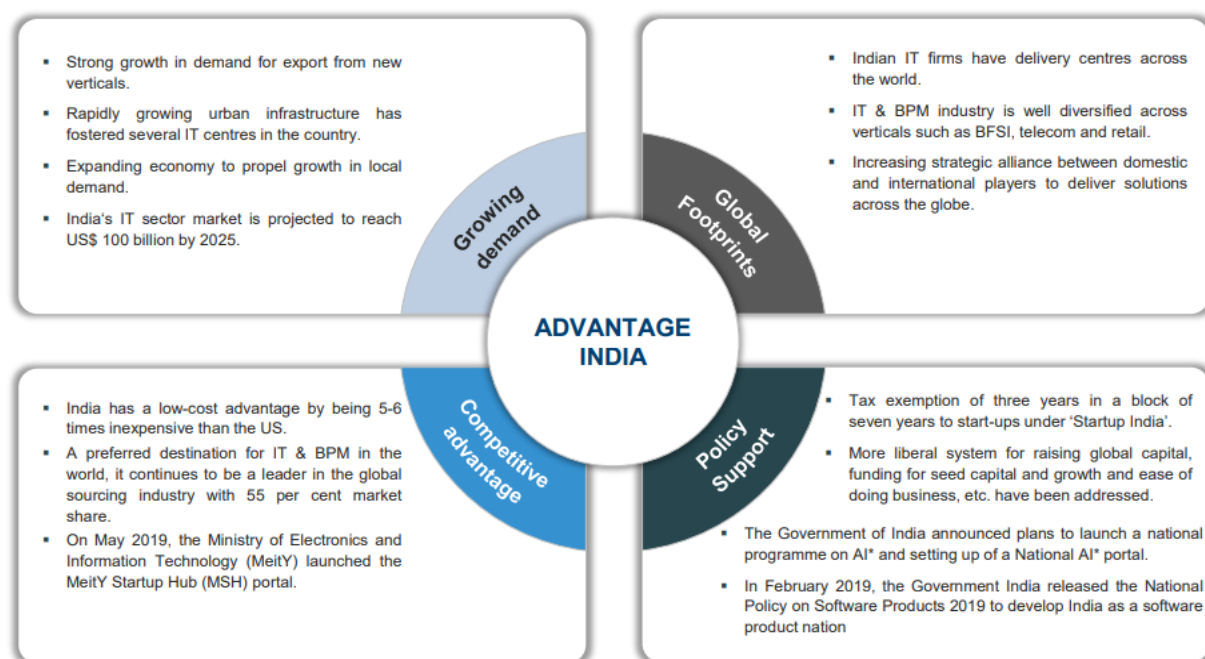 ▪ Strong growth in demand for export from new
verticals.
▪ Rapidly growing urban infrastructure has
fostered several IT centres in the country.
▪ Expanding economy to propel growth in local
demand.
▪ India's IT sector market is projected to reach
US$ 100 billion by 2025.
Growing
demand
▪ Indian IT firms have delivery centres across
the world.
▪ IT & BPM industry is well diversified across
verticals such as BFSI, telecom and retail.
▪ Increasing strategic alliance between domestic
and international players to deliver solutions
across the globe.
Global
Footprints
ADVANTAGE
INDIA
▪ India has a low-cost advantage by being 5-6
times inexpensive than the US.
▪ A preferred destination for IT & BPM in the
world, it continues to be a leader in the global
sourcing industry with 55 per cent market
share.
▪ On May 2019, the Ministry of Electronics and
Information Technology (MeitY) launched the
MeitY Startup Hub (MSH) portal.
Competitive
advantage
▪ Tax exemption of three years in a block of
seven years to start-ups under 'Startup India'.
▪ More liberal system for raising global capital,
funding for seed capital and growth and ease of
doing business, etc. have been addressed.
▪ The Government of India announced plans to launch a national
programme on AI* and setting up of a National AI* portal.
▪ In February 2019, the Government India released the National
Policy on Software Products 2019 to develop India as a software
product nation
Policy
Support